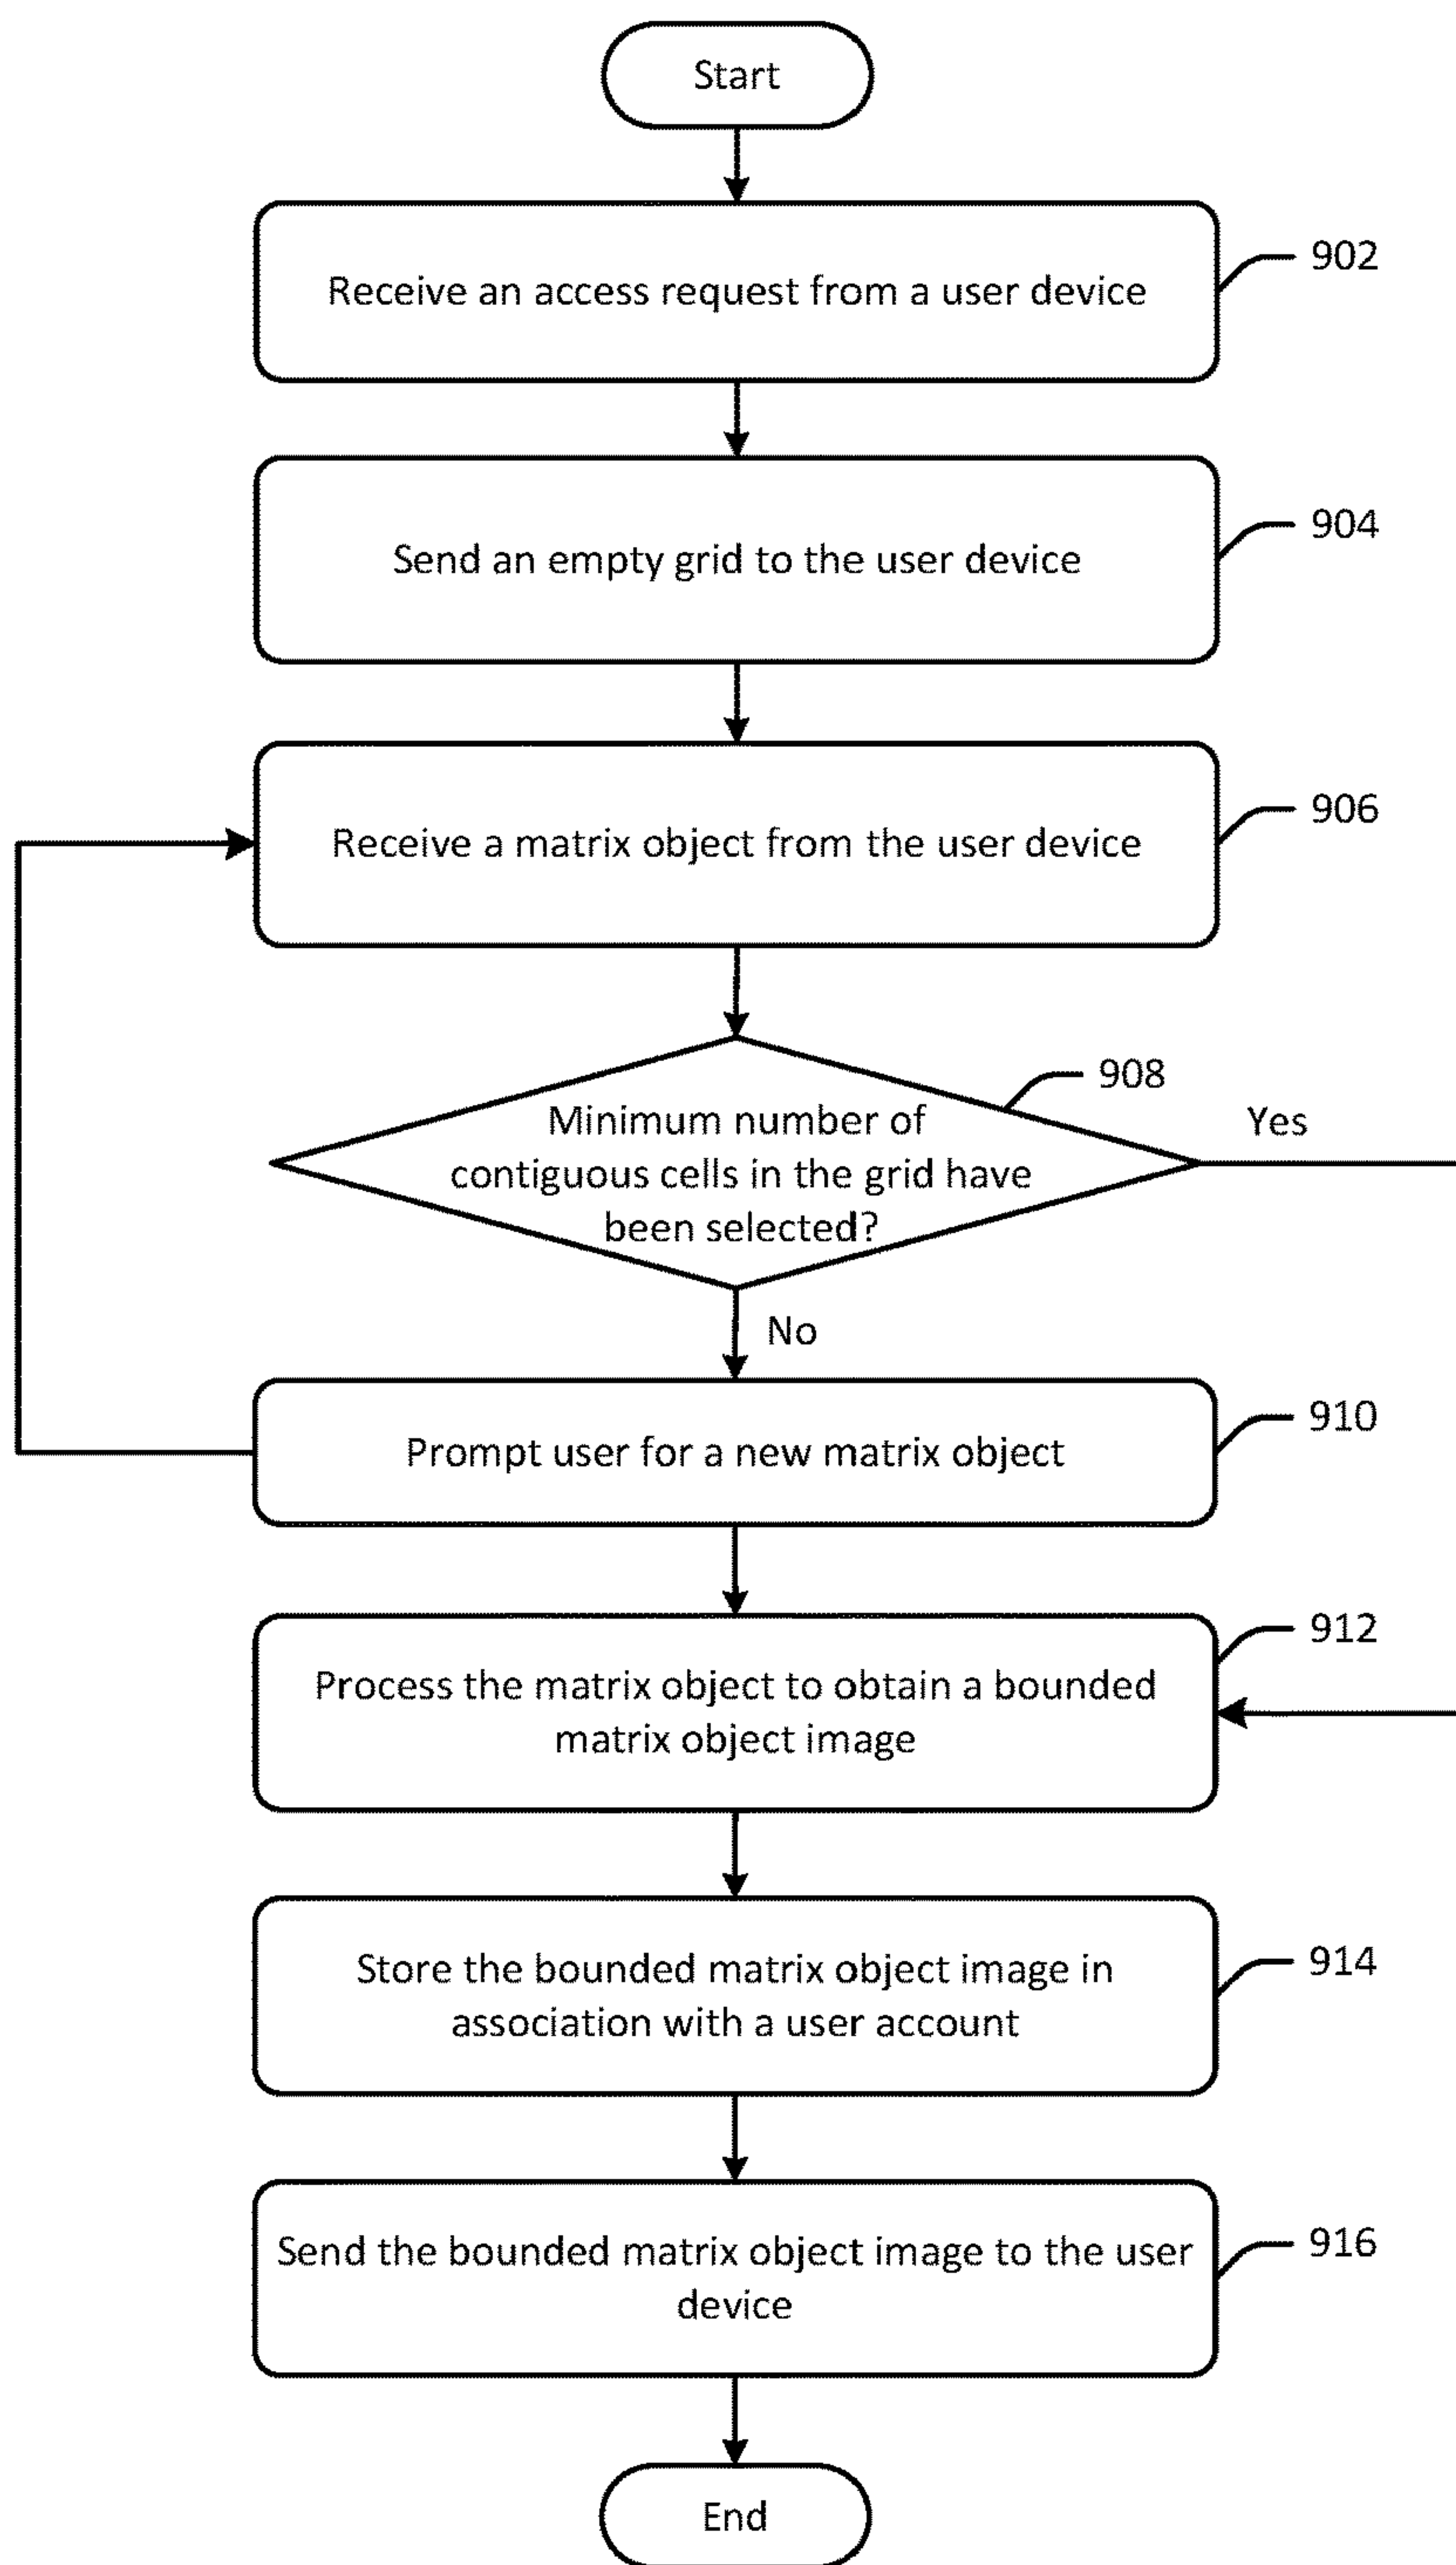 Start
Receive an access request from a user device
902
Send an empty grid to the user device
904
Receive a matrix object from the user device
906
908
Minimum number of
contiguous cells in the grid have
been selected?
Yes
No
Prompt user for a new matrix object
910
Process the matrix object to obtain a bounded
matrix object image
912
Store the bounded matrix object image in
association with a user account
914
Send the bounded matrix object image to the user
device
916
End